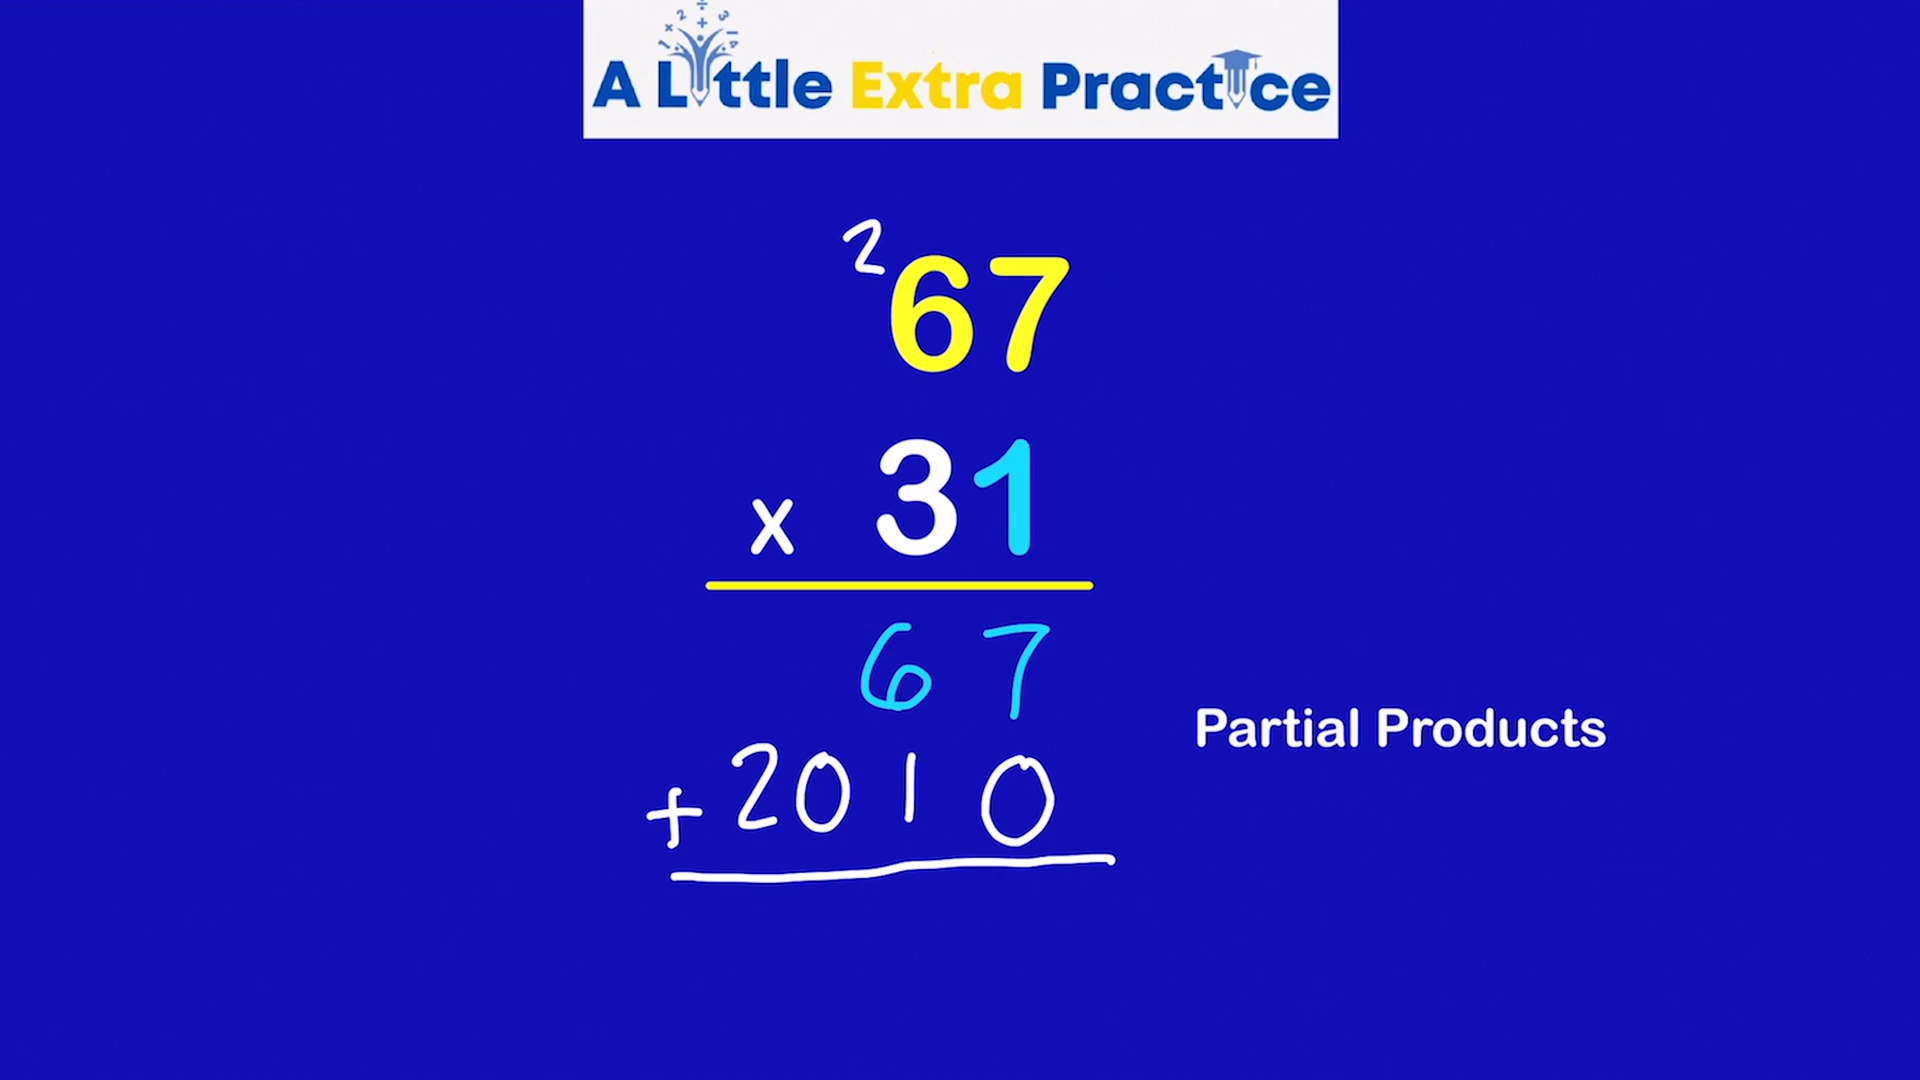 A Little Extra Practice
2
67
x 31
67
Partial Products
+ 2010